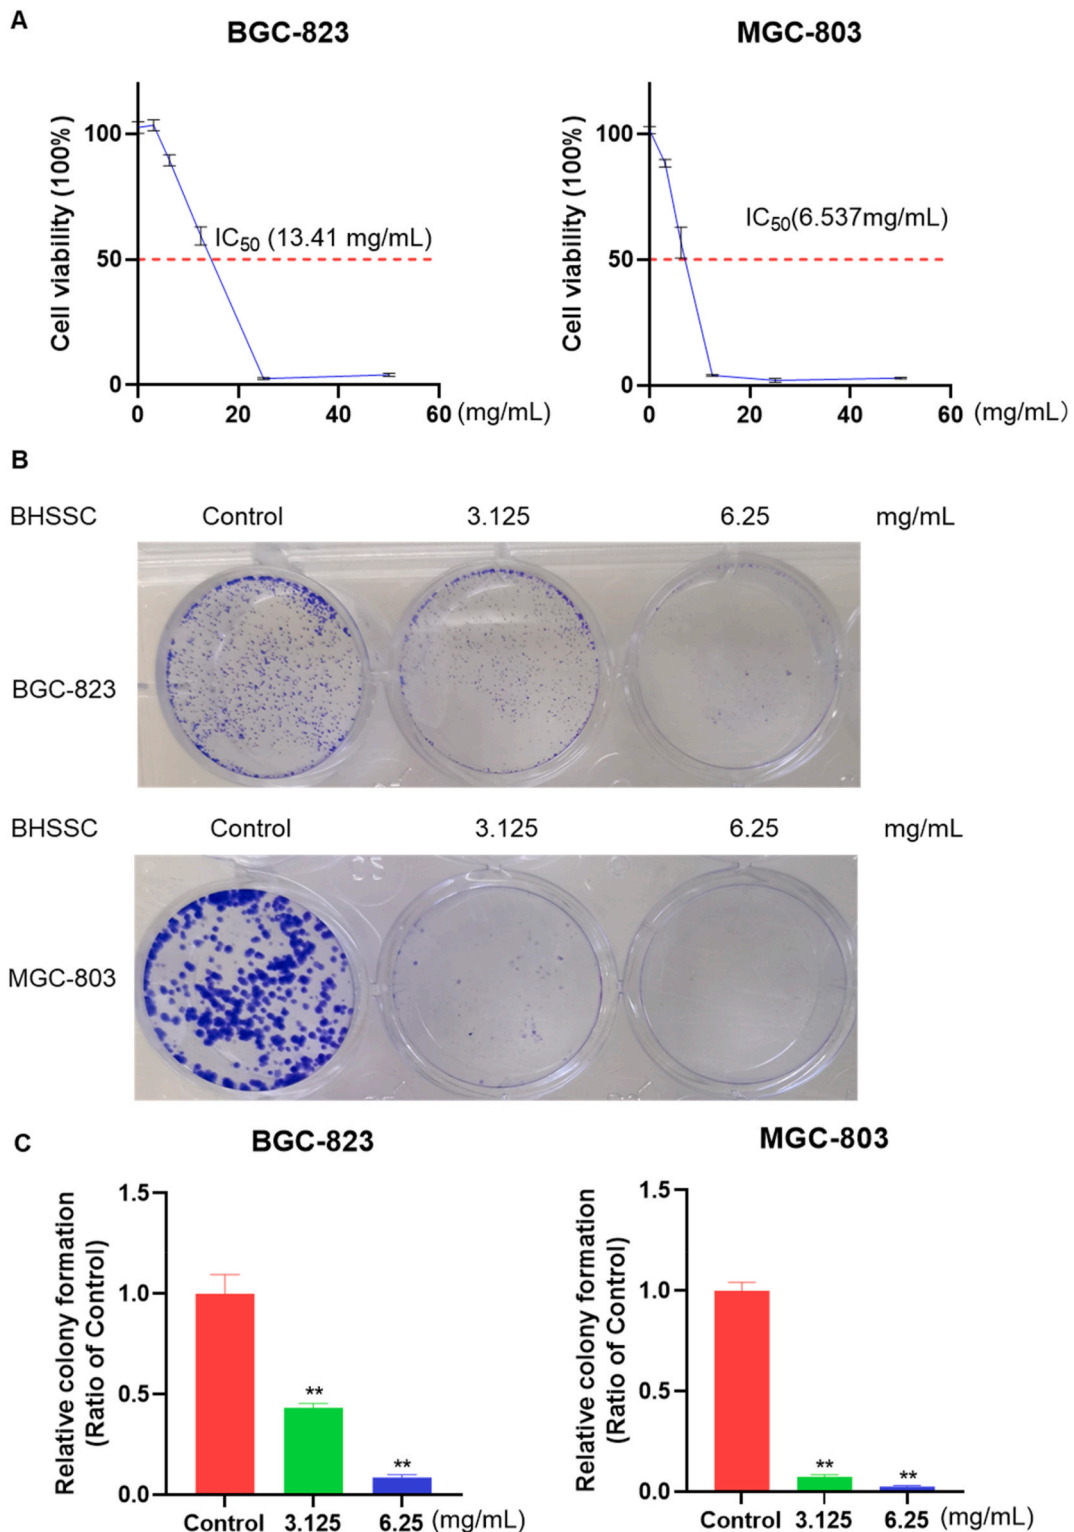 A
BGC-823
MGC-803
Cell viability (100%)
100
50
0
IC50 (13.41 mg/mL)
0 20 40 60 (mg/mL)
Cell viability (100%)
100
50
0
IC50(6.537mg/mL)
0 20 40 60 (mg/mL)
B
BHSSC Control 3.125 6.25 mg/mL
BGC-823
BHSSC Control 3.125 6.25 mg/mL
MGC-803
C
BGC-823
MGC-803
Relative colony formation
(Ratio of Control)
1.5
1.0
0.5
0.0
**
**
Control 3.125 6.25 (mg/mL)
Relative colony formation
(Ratio of Control)
1.5
1.0
0.5
0.0
**
**
Control 3.125 6.25 (mg/mL)